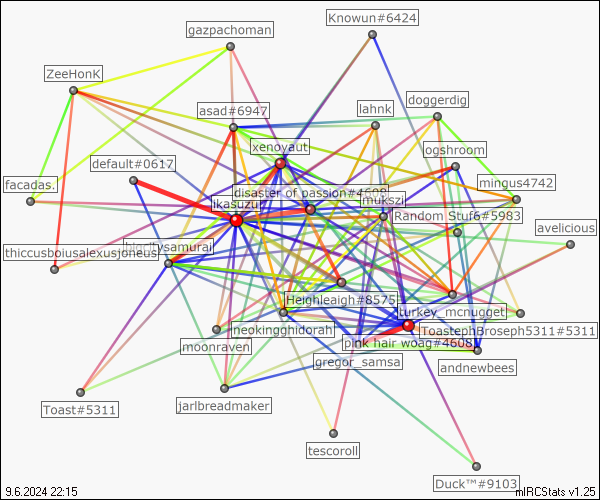 Knowun#6424
gazpachoman
ZeeHonK
doggerdig
asad#6947
lahnk
xenoyaut
ogshroom
default#0617
facadas.
disaster of passion#4608
mingus4742
ikasuzui
mukszi
Random Stuf6#5983
avelicious
bigcitysamurai
thiccusboiusalexusjoneus
Heighleaigh#8575
turkey_mcnugget
neokingghidorah
ToastephBroseph5311#5311
moonraven
pink hair woag#4608
gregor_samsa
andnewbees
Toast#5311
jarlbreadmaker
tescoroll
Duck™#9103
9.6.2024 22:15
mIRCStats v1.25